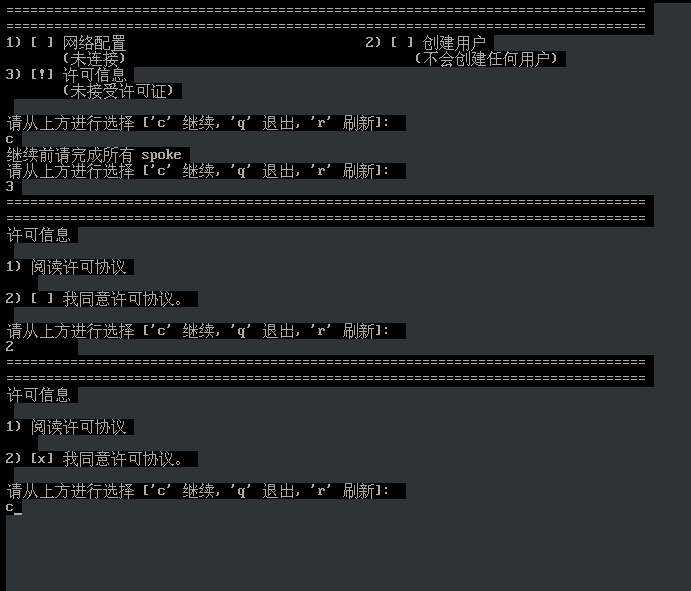 ================================================================================
================================================================================
1) [ ] 网络配置                              2) [ ] 创建用户
       (未连接)                                    (不会创建任何用户)
3) [!] 许可信息
       (未接受许可证)
请从上方进行选择 ['c' 继续, 'q' 退出, 'r' 刷新]:
c
继续前请完成所有 spoke
请从上方进行选择 ['c' 继续, 'q' 退出, 'r' 刷新]:
3
================================================================================
================================================================================
许可信息
1) 阅读许可协议
2) [ ] 我同意许可协议。
请从上方进行选择 ['c' 继续, 'q' 退出, 'r' 刷新]:
2
================================================================================
================================================================================
许可信息
1) 阅读许可协议
2) [x] 我同意许可协议。
请从上方进行选择 ['c' 继续, 'q' 退出, 'r' 刷新]:
c_